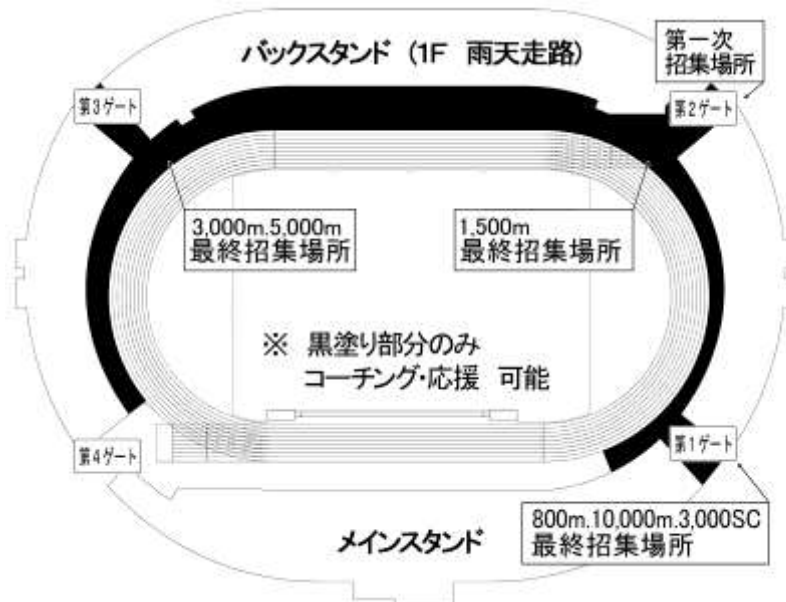 バックスタンド (1F 雨天走路)
第一次
招集場所
第3ゲート
第2ゲート
3,000m.5,000m
最終招集場所
1,500m
最終招集場所
※ 黒塗り部分のみ
コーチング・応援 可能
第4ゲート
第1ゲート
800m.10,000m.3,000SC
最終招集場所
メインスタンド